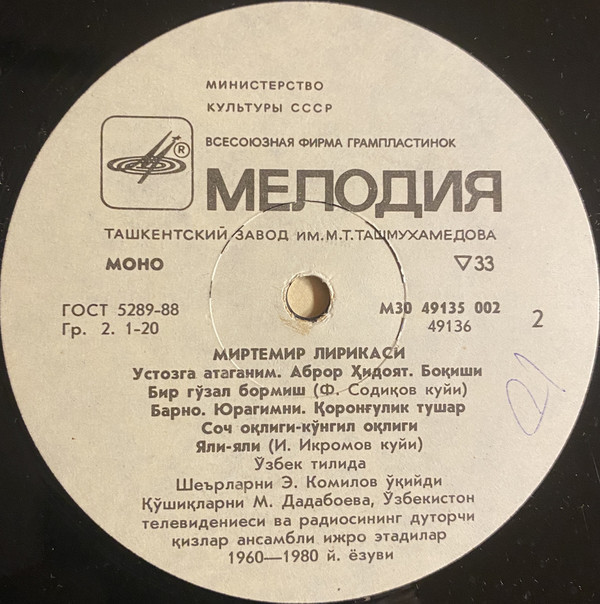 МИНИСТЕРСТВО
КУЛЬТУРЫ СССР
ВСЕСОЮЗНАЯ ФИРМА ГРАМПЛАСТИНОК
®
МЕЛОДИЯ
ТАШКЕНТСКИЙ ЗАВОД ИМ. М.Т.ТАШМУХАМЕДОВА
МОНО ▽33
ГОСТ 5289-88 М30 49135 002
Гр. 2. 1-20 49136 2
МИРТЕМИР ЛИРИКАСИ
Устозга атаганим. Аброр Ҳидоят. Боқиши
Бир гўзал бормиш (Ф. Содиқов куйи)
Барно. Юрагимни. Қоронғулик тушар
Соч оқлиги-кўнгил оқлиги
Яли-яли (И. Икромов куйи)
Ўзбек тилида
Шеърларни Э. Комилов ўқийди
Қўшиқларни М. Дадабоева, Ўзбекистон
телевидениеси ва радиосининг дуторчи
қизлар ансамбли ижро этадилар
1960—1980 й. ёзуви
21